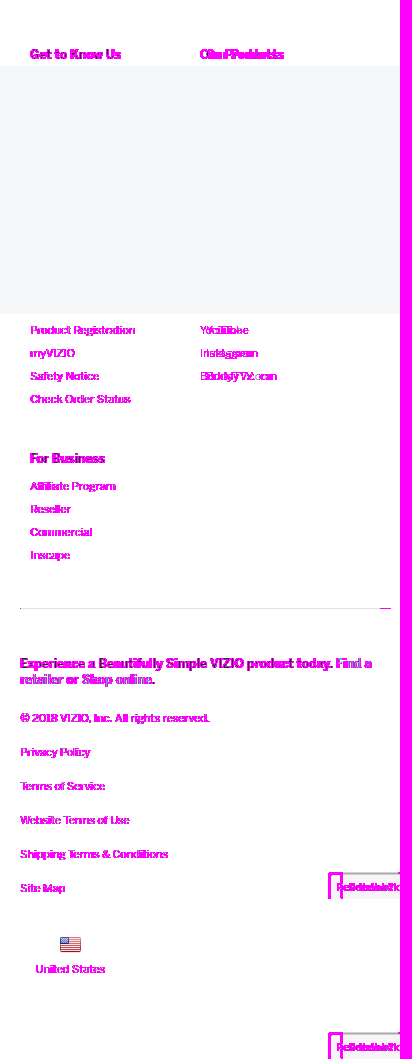 Get to Know Us
Our Products
Product Registration
YouTube
myVIZIO
Instagram
Safety Notice
BuddyTV.com
Check Order Status
For Business
Affiliate Program
Reseller
Commercial
Inscape
Experience a Beautifully Simple VIZIO product today. Find a
retailer or Shop online.
© 2018 VIZIO, Inc. All rights reserved.
Privacy Policy
Terms of Service
Website Terms of Use
Shipping Terms & Conditions
Site Map
United States